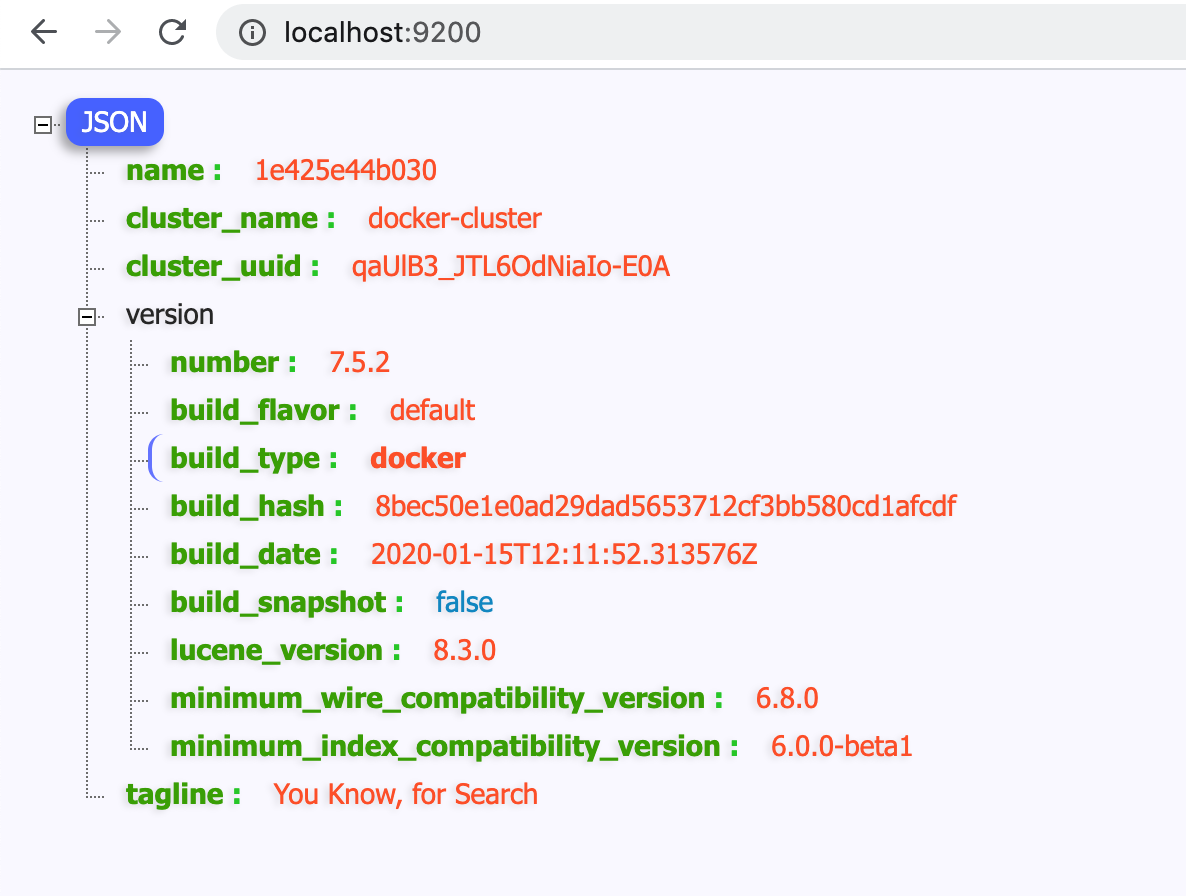 localhost:9200
JSON
name : 1e425e44b030
cluster_name : docker-cluster
cluster_uuid : qaUlB3_JTL6OdNiaIo-E0A
version
number : 7.5.2
build_flavor : default
build_type : docker
build_hash : 8bec50e1e0ad29dad5653712cf3bb580cd1afcdf
build_date : 2020-01-15T12:11:52.313576Z
build_snapshot : false
lucene_version : 8.3.0
minimum_wire_compatibility_version : 6.8.0
minimum_index_compatibility_version : 6.0.0-beta1
tagline : You Know, for Search